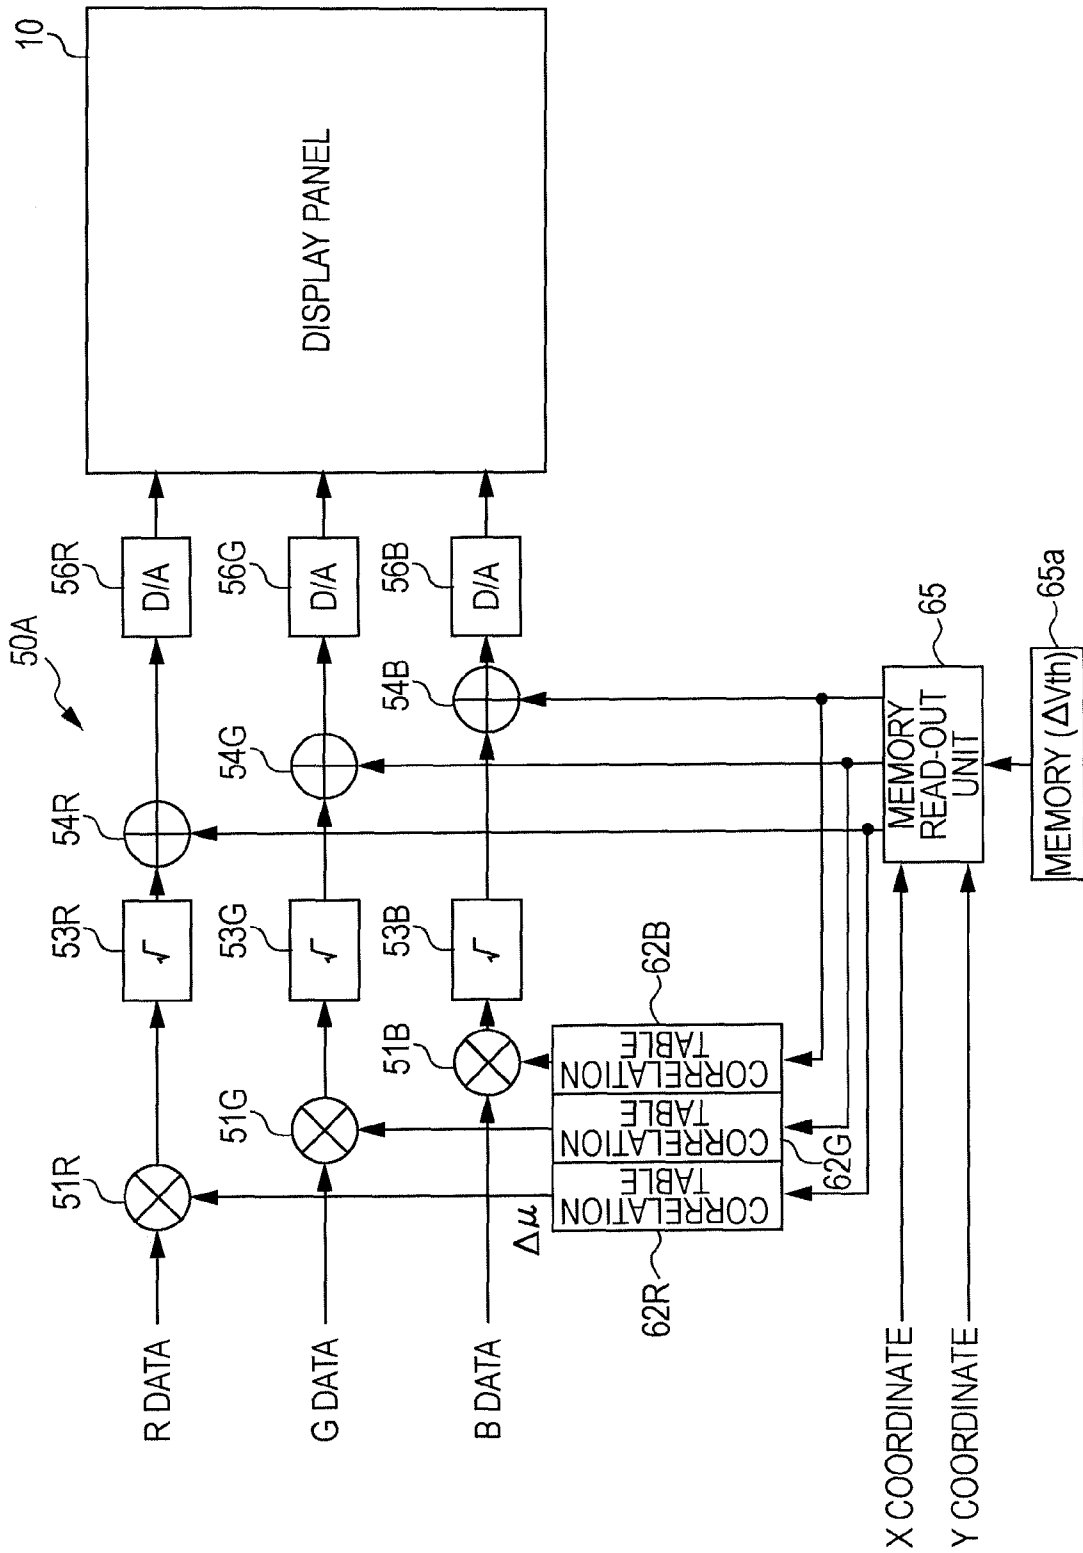 50A
10
DISPLAY PANEL
R DATA
51R
53R
√
54R
56R
D/A
G DATA
51G
53G
√
54G
56G
D/A
B DATA
51B
53B
√
54B
56B
D/A
Δμ
62R
CORRELATION
TABLE
CORRELATION
TABLE
62G
CORRELATION
TABLE
62B
X COORDINATE
Y COORDINATE
MEMORY
READ-OUT
UNIT
65
MEMORY (ΔVth)
65a